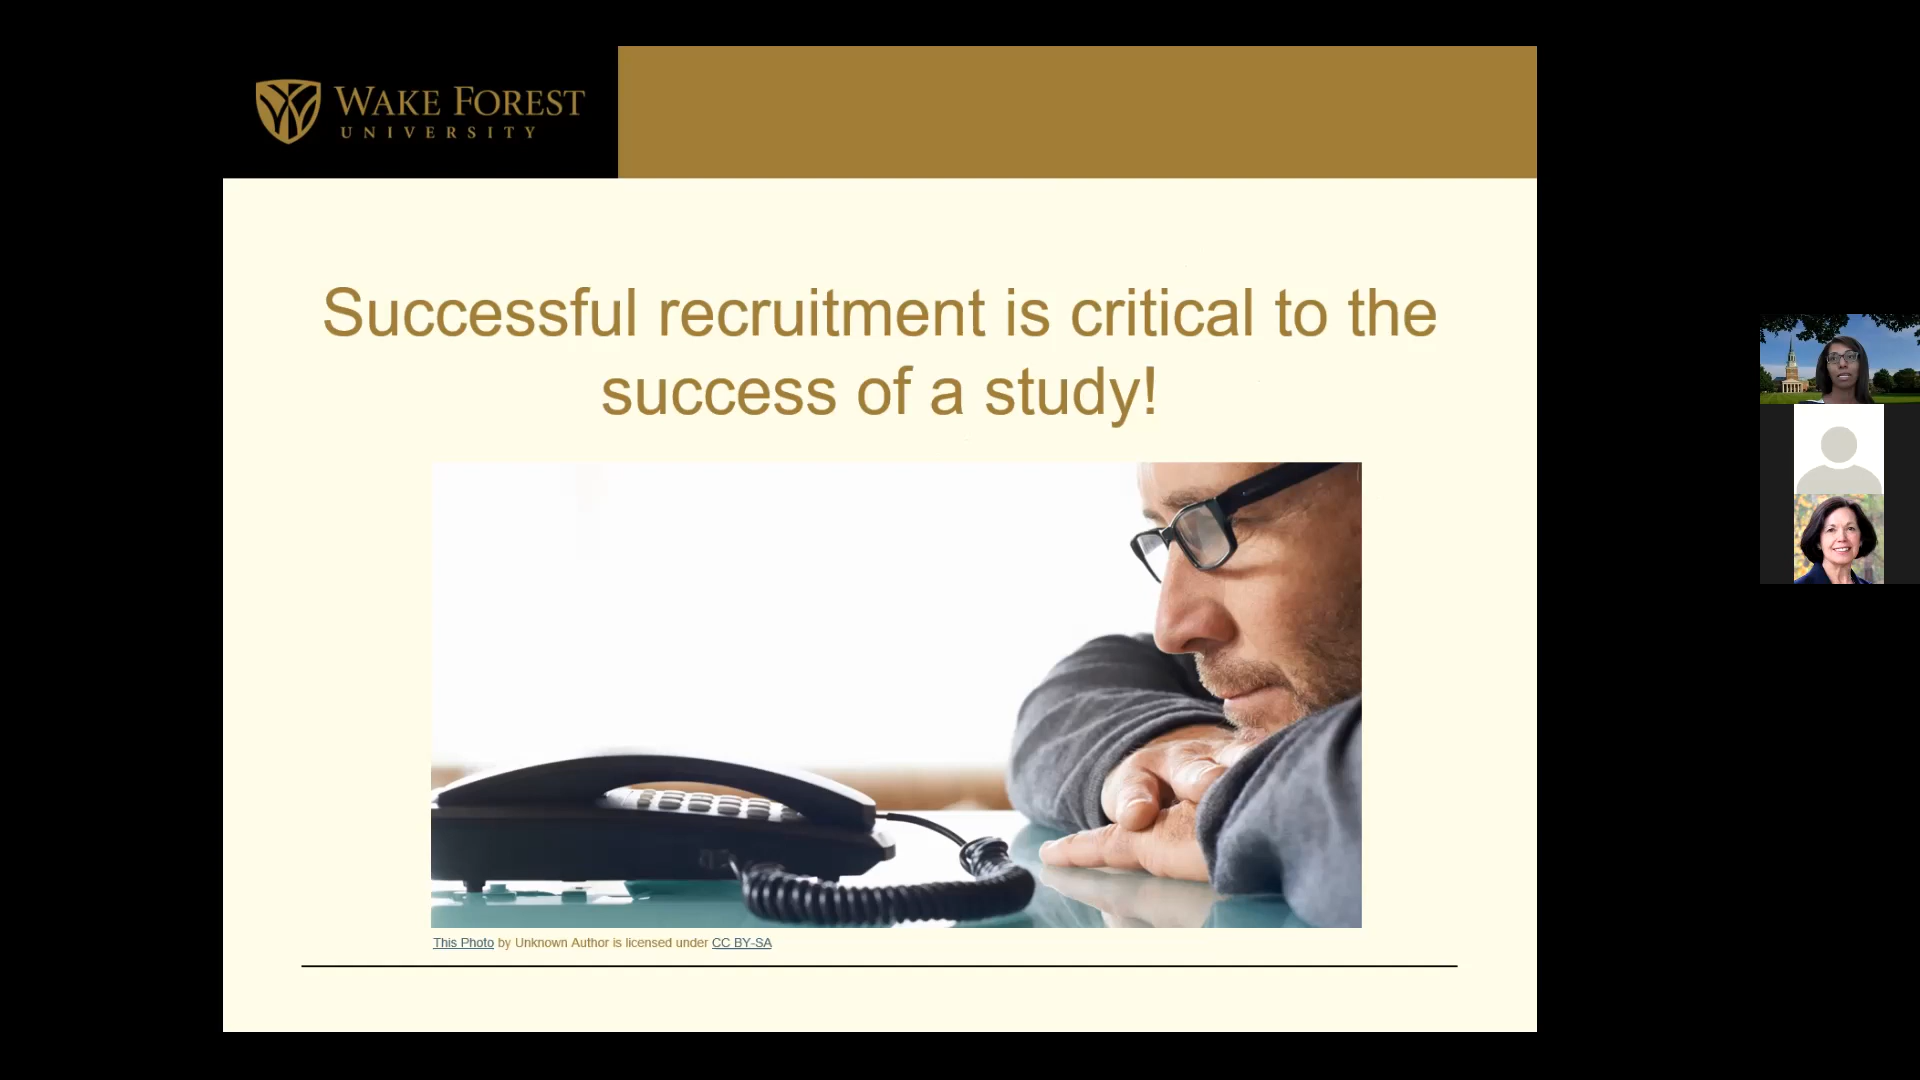 WAKE FOREST
UNIVERSITY
Successful recruitment is critical to the
success of a study!
This Photo by Unknown Author is licensed under CC BY-SA